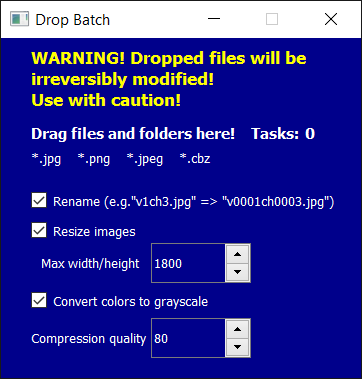 Drop Batch
WARNING! Dropped files will be
irreversibly modified!
Use with caution!
Drag files and folders here! Tasks: 0
*.jpg *.png *.jpeg *.cbz
Rename (e.g."v1ch3.jpg" => "v0001ch0003.jpg")
Resize images
Max width/height 1800
Convert colors to grayscale
Compression quality 80